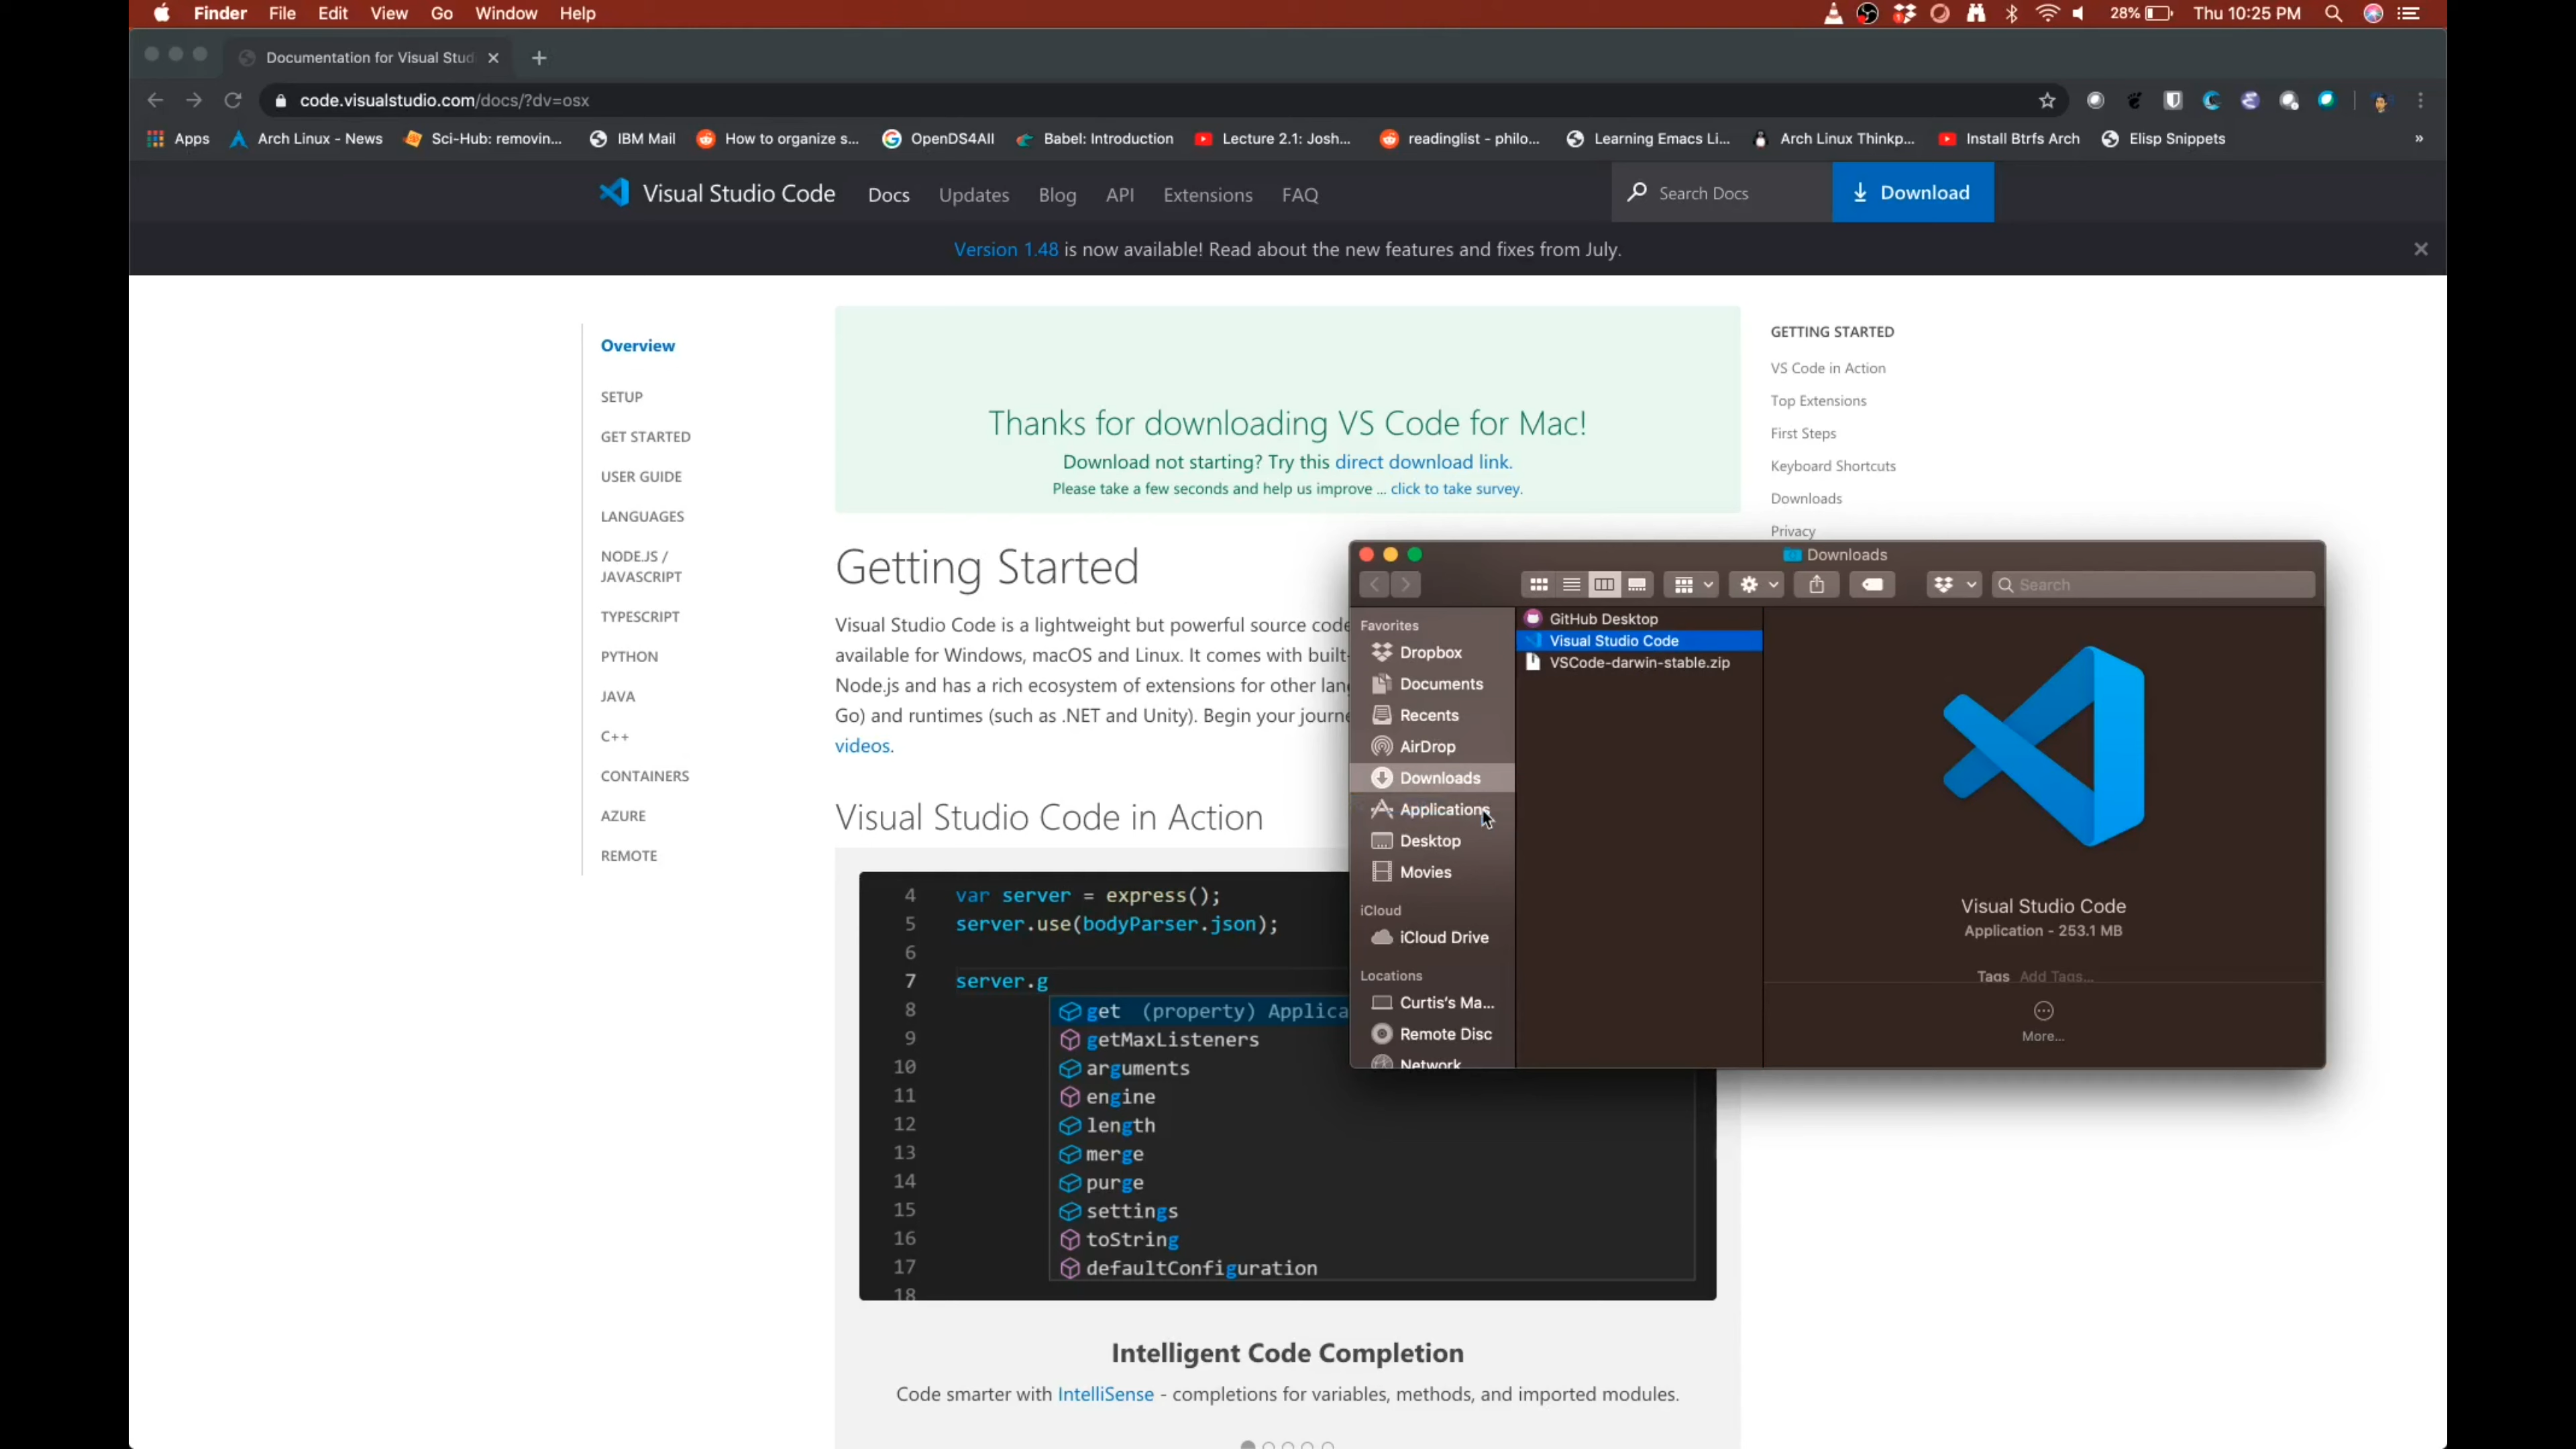 Finder File Edit View Go Window Help
28% Thu 10:25 PM
Documentation for Visual Stud
code.visualstudio.com/docs/?dv=osx
Apps Arch Linux - News Sci-Hub: removin... IBM Mail How to organize s... OpenDS4All Babel: Introduction Lecture 2.1: Josh... readinglist - philo... Learning Emacs Li... Arch Linux Thinkp... Install Btrfs Arch Elisp Snippets »
Visual Studio Code Docs Updates Blog API Extensions FAQ Search Docs Download
Version 1.48 is now available! Read about the new features and fixes from July.
Overview
SETUP
GET STARTED
USER GUIDE
LANGUAGES
NODE.JS /
JAVASCRIPT
TYPESCRIPT
PYTHON
JAVA
C++
CONTAINERS
AZURE
REMOTE
Thanks for downloading VS Code for Mac!
Download not starting? Try this direct download link.
Please take a few seconds and help us improve ... click to take survey.
Getting Started
Visual Studio Code is a lightweight but powerful source code
available for Windows, macOS and Linux. It comes with built-
Node.js and has a rich ecosystem of extensions for other lang
Go) and runtimes (such as .NET and Unity). Begin your journe
videos.
Visual Studio Code in Action
4 var server = express();
5 server.use(bodyParser.json);
6
7 server.g
8 get (property) Applica
9 getMaxListeners
10 arguments
11 engine
12 length
13 merge
14 purge
15 settings
16 toString
17 defaultConfiguration
18
Intelligent Code Completion
Code smarter with IntelliSense - completions for variables, methods, and imported modules.
GETTING STARTED
VS Code in Action
Top Extensions
First Steps
Keyboard Shortcuts
Downloads
Privacy
Downloads
Search
Favorites
Dropbox
Documents
Recents
AirDrop
Downloads
Applications
Desktop
Movies
iCloud
iCloud Drive
Locations
Curtis's Ma...
Remote Disc
Network
GitHub Desktop
Visual Studio Code
VSCode-darwin-stable.zip
Visual Studio Code
Application - 253.1 MB
Tags Add Tags...
More...